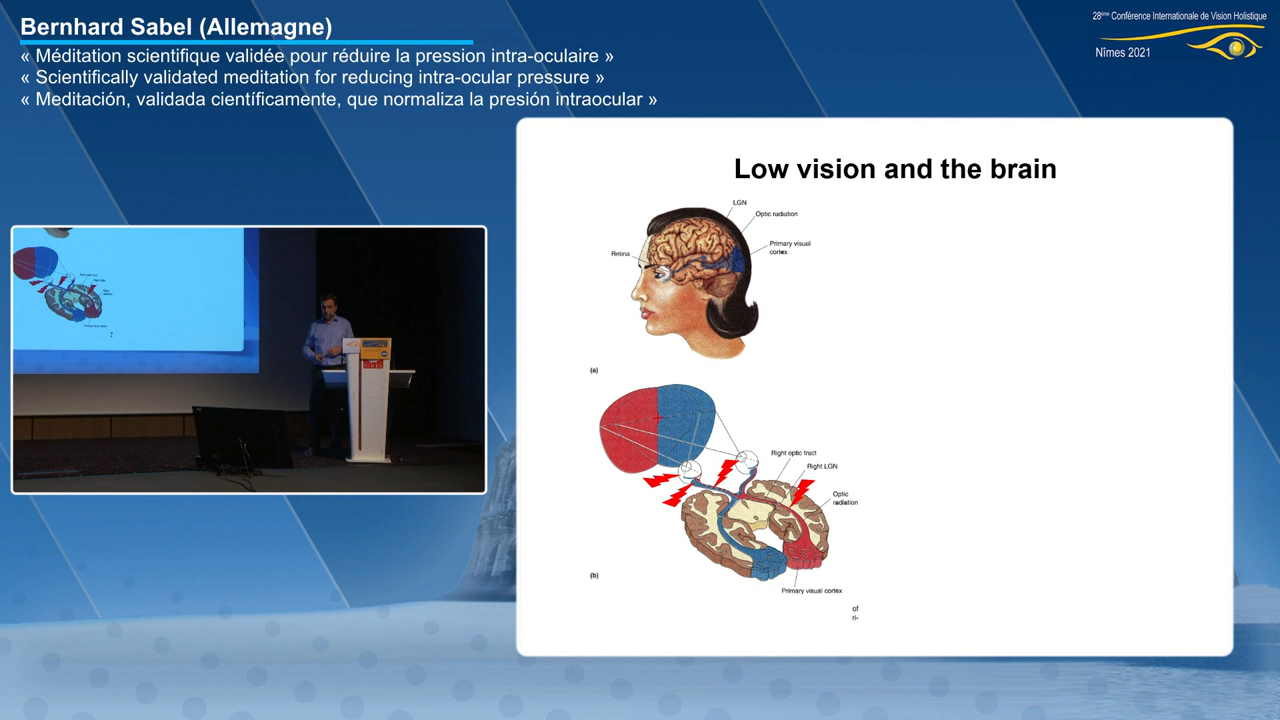 Bernhard Sabel (Allemagne)
« Méditation scientifique validée pour réduire la pression intra-oculaire »
« Scientifically validated meditation for reducing intra-ocular pressure »
« Meditación, validada científicamente, que normaliza la presión intraocular »
28ème Conférence Internationale de Vision Holistique
Nîmes 2021
Low vision and the brain
LGN
Optic radiation
Primary visual
cortex
Retina
(a)
Right optic tract
Right LGN
Optic
radiation
(b)
Primary visual cortex
of
ri-